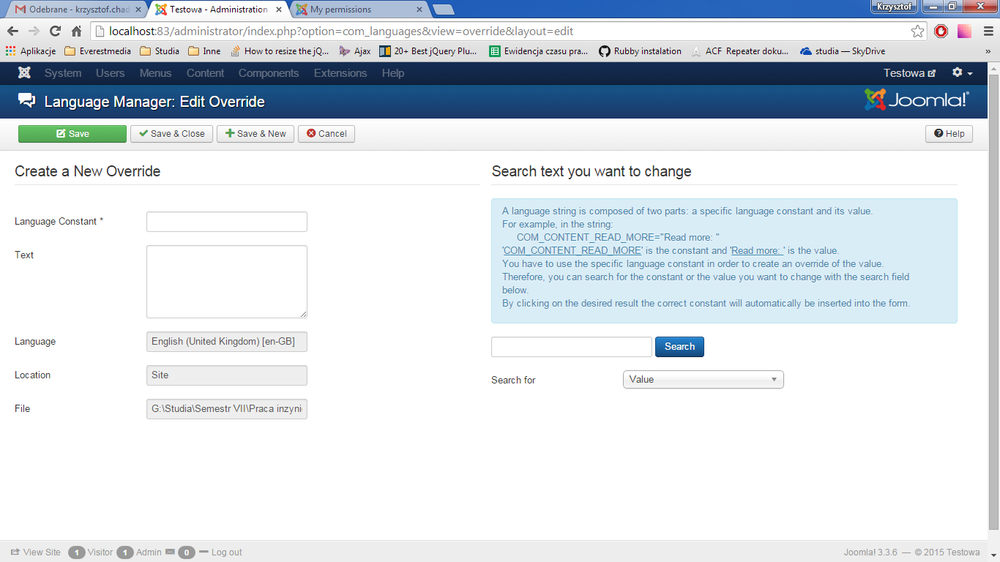 Odebrane - krzysztof.chad
Testowa - Administration
My permissions
Krzysztof
localhost:83/administrator/index.php?option=com_languages&view=override&layout=edit
Aplikacje Everestmedia Studia Inne How to resize the jQ... Ajax 20+ Best jQuery Plu... Ewidencja czasu pra... Rubby instalation ACF Repeater doku... studia — SkyDrive »
System Users Menus Content Components Extensions Help Testowa
Language Manager: Edit Override Joomla!®
Save Save & Close Save & New Cancel Help
Create a New Override
Language Constant *
Text
Language English (United Kingdom) [en-GB]
Location Site
File G:\Studia\Semestr VII\Praca inzyni
Search text you want to change
A language string is composed of two parts: a specific language constant and its value.
For example, in the string:
COM_CONTENT_READ_MORE="Read more: "
'COM_CONTENT_READ_MORE' is the constant and 'Read more: ' is the value.
You have to use the specific language constant in order to create an override of the value.
Therefore, you can search for the constant or the value you want to change with the search field
below.
By clicking on the desired result the correct constant will automatically be inserted into the form.
Search
Search for Value
View Site 1 Visitor 1 Admin 0 Log out Joomla! 3.3.6 — © 2015 Testowa